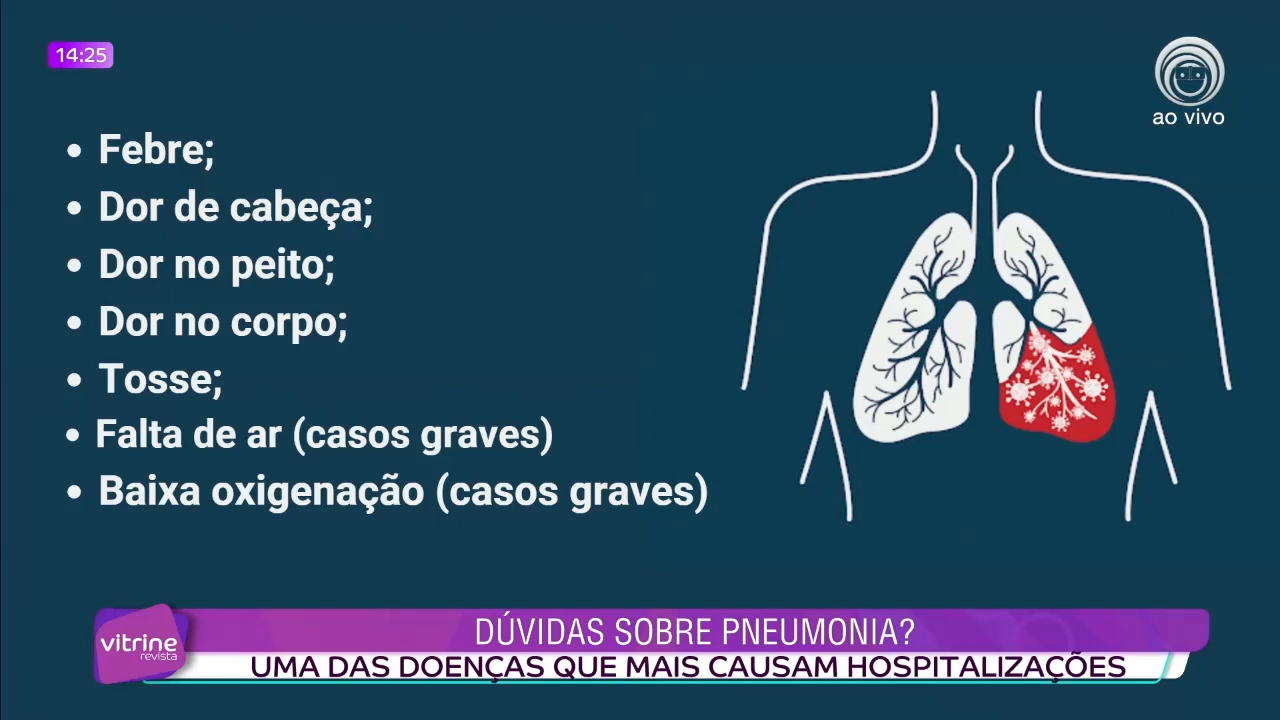 14:25
ao vivo
Febre;
Dor de cabeça;
Dor no peito;
Dor no corpo;
Tosse;
Falta de ar (casos graves)
Baixa oxigenação (casos graves)
vitrine
revista
DÚVIDAS SOBRE PNEUMONIA?
UMA DAS DOENÇAS QUE MAIS CAUSAM HOSPITALIZAÇÕES